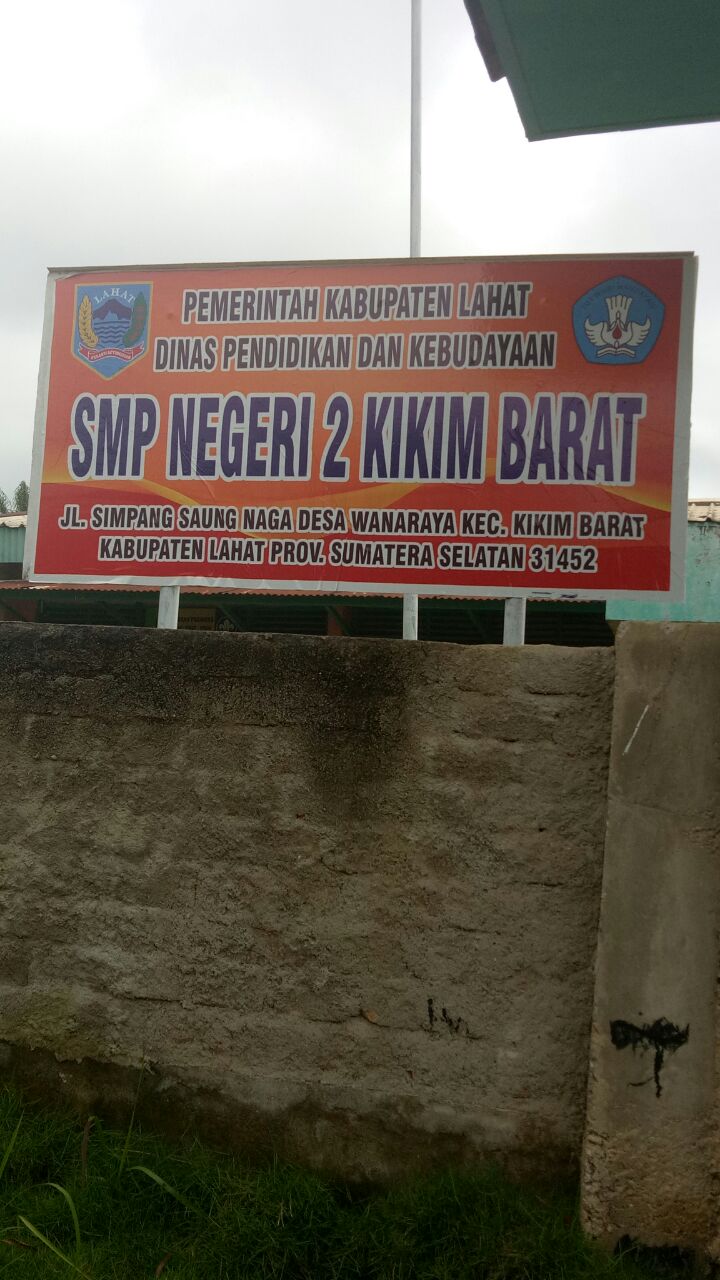 LAHAT
PEMERINTAH KABUPATEN LAHAT
DINAS PENDIDIKAN DAN KEBUDAYAAN
SMP NEGERI 2 KIKIM BARAT
JL. SIMPANG SAUNG NAGA DESA WANARAYA KEC. KIKIM BARAT
KABUPATEN LAHAT PROV. SUMATERA SELATAN 31452